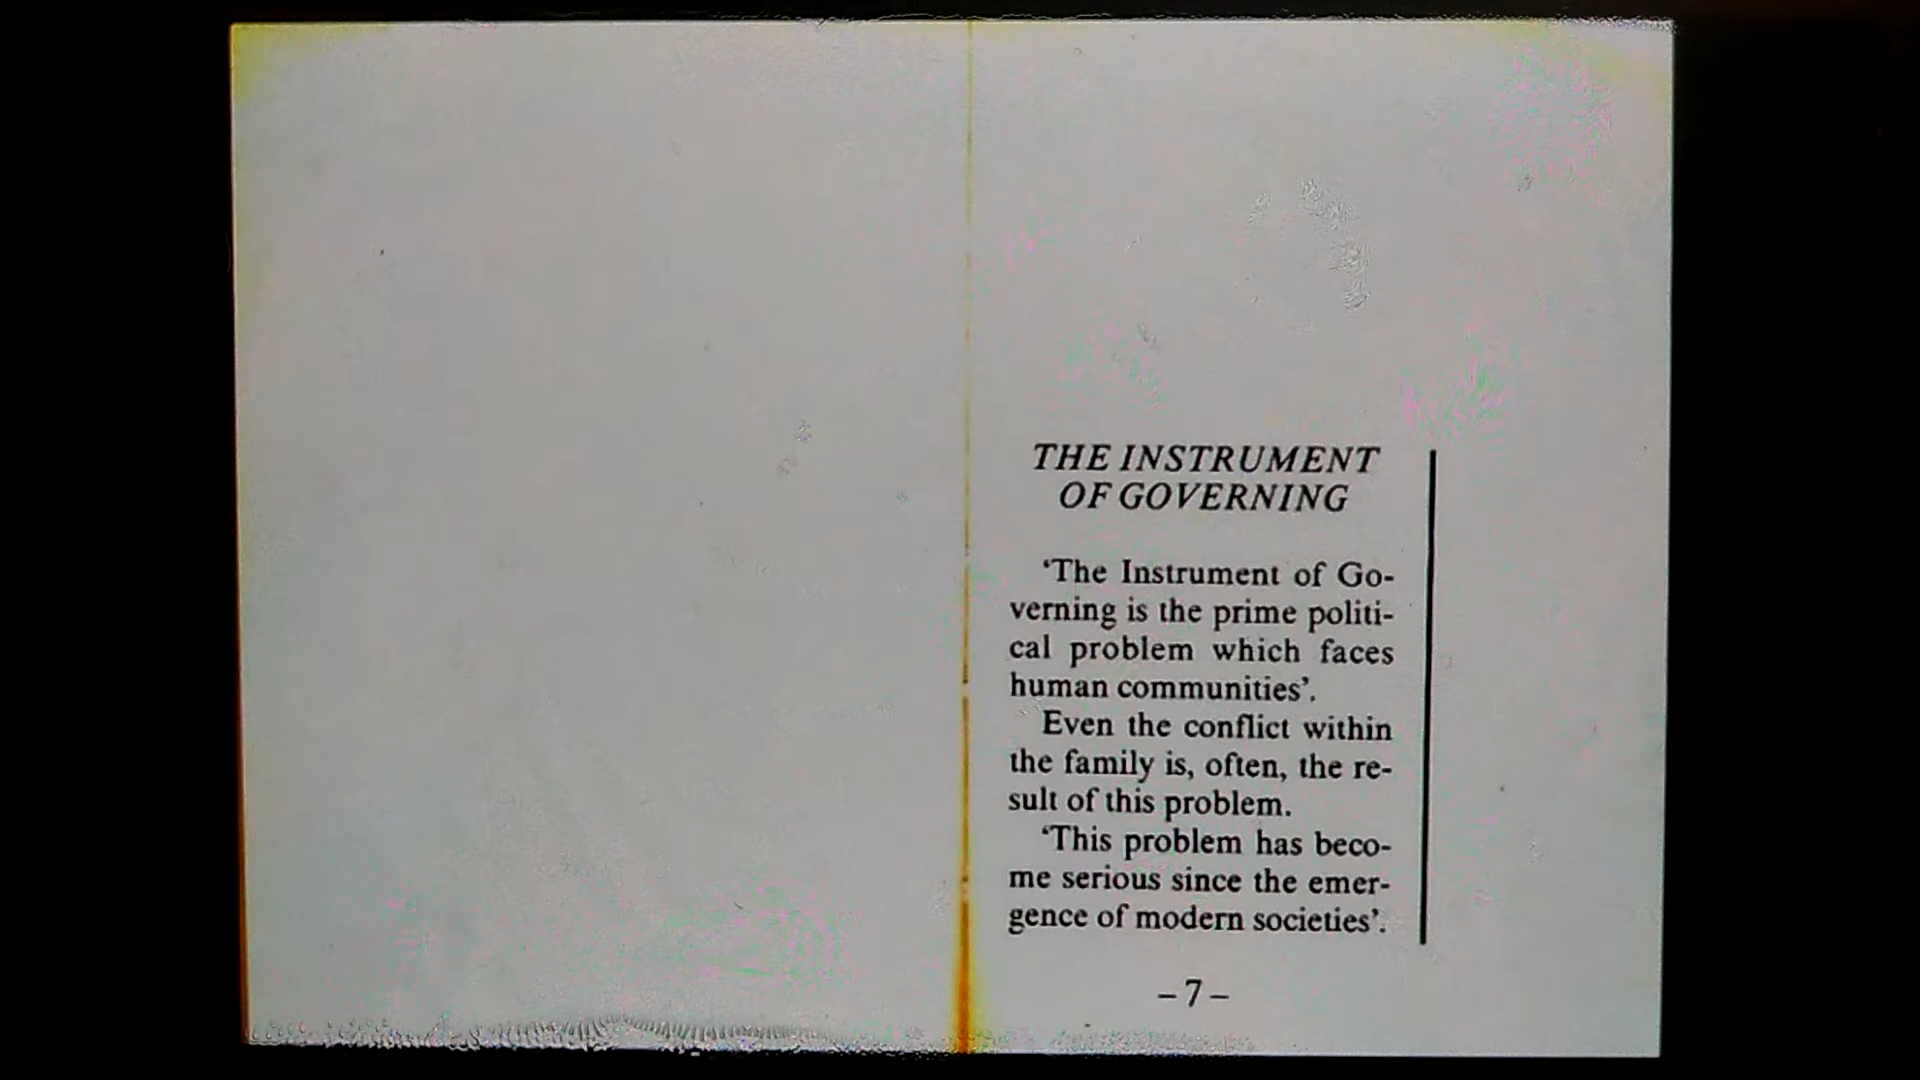 THE INSTRUMENT
OF GOVERNING
‘The Instrument of Go-
verning is the prime politi-
cal problem which faces
human communities’.
Even the conflict within
the family is, often, the re-
sult of this problem.
‘This problem has beco-
me serious since the emer-
gence of modern societies’.
– 7 –